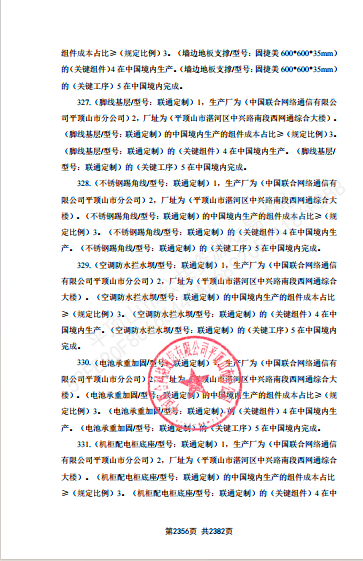 组件成本占比≥（规定比例）3。（墙边地板支撑/型号：固捷美 600*600*35mm）
的（关键组件）4 在中国境内生产。（墙边地板支撑/型号：固捷美 600*600*35mm）
的（关键工序）5 在中国境内完成。
327.（脚线基层/型号：联通定制）1，生产厂为（中国联合网络通信有限公
司平顶山市分公司）2，厂址为（平顶山市湛河区中兴路南段西网通综合大楼）。
（脚线基层/型号：联通定制）的中国境内生产的组件成本占比≥（规定比例）3。
（脚线基层/型号：联通定制）的（关键组件）4 在中国境内生产。（脚线基层/
型号：联通定制）的（关键工序）5 在中国境内完成。
328.（不锈钢踢角线/型号：联通定制）1，生产厂为（中国联合网络通信有
限公司平顶山市分公司）2，厂址为（平顶山市湛河区中兴路南段西网通综合大
楼）。（不锈钢踢角线/型号：联通定制）的中国境内生产的组件成本占比≥（规
定比例）3。（不锈钢踢角线/型号：联通定制）的（关键组件）4 在中国境内生
产。（不锈钢踢角线/型号：联通定制）的（关键工序）5 在中国境内完成。
329.（空调防水拦水坝/型号：联通定制）1，生产厂为（中国联合网络通信
有限公司平顶山市分公司）2，厂址为（平顶山市湛河区中兴路南段西网通综合
大楼）。（空调防水拦水坝/型号：联通定制）的中国境内生产的组件成本占比
≥（规定比例）3。（空调防水拦水坝/型号：联通定制）的（关键组件）4 在中
国境内生产。（空调防水拦水坝/型号：联通定制）的（关键工序）5 在中国境内
完成。
330.（电池承重加固/型号：联通定制）1，生产厂为（中国联合网络通信有
限公司平顶山市分公司）2，厂址为（平顶山市湛河区中兴路南段西网通综合大
楼）。（电池承重加固/型号：联通定制）的中国境内生产的组件成本占比≥（规
定比例）3。（电池承重加固/型号：联通定制）的（关键组件）4 在中国境内生
产。（电池承重加固/型号：联通定制）的（关键工序）5 在中国境内完成。
331.（机柜配电柜底座/型号：联通定制）1，生产厂为（中国联合网络通信
有限公司平顶山市分公司）2，厂址为（平顶山市湛河区中兴路南段西网通综合
大楼）。（机柜配电柜底座/型号：联通定制）的中国境内生产的组件成本占比
≥（规定比例）3。（机柜配电柜底座/型号：联通定制）的（关键组件）4 在中
第2356页 共2382页